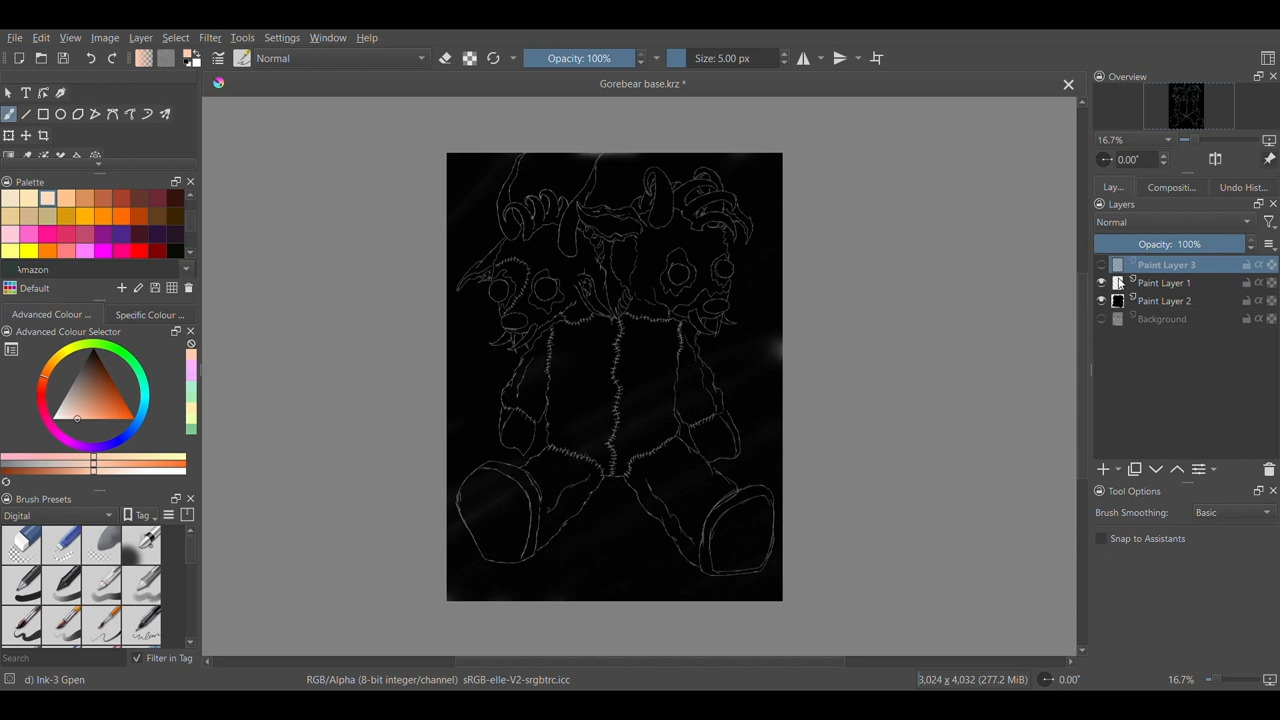 File Edit View Image Layer Select Filter Tools Settings Window Help
Normal Opacity: 100% Size: 5.00 px
Gorebear base.krz *
Overview
16.7%
0.00°
Lay... Compositi... Undo Hist...
Layers
Normal
Opacity: 100%
Paint Layer 3
Paint Layer 1
Paint Layer 2
Background
Tool Options
Brush Smoothing: Basic
Snap to Assistants
Palette
Amazon
Default
Advanced Colour ... Specific Colour ...
Advanced Colour Selector
Brush Presets
Digital Tag
Search Filter in Tag
d) Ink-3 Gpen RGB/Alpha (8-bit integer/channel) sRGB-elle-V2-srgbtrc.icc 3,024 x 4,032 (277.2 MiB) 0.00° 16.7%